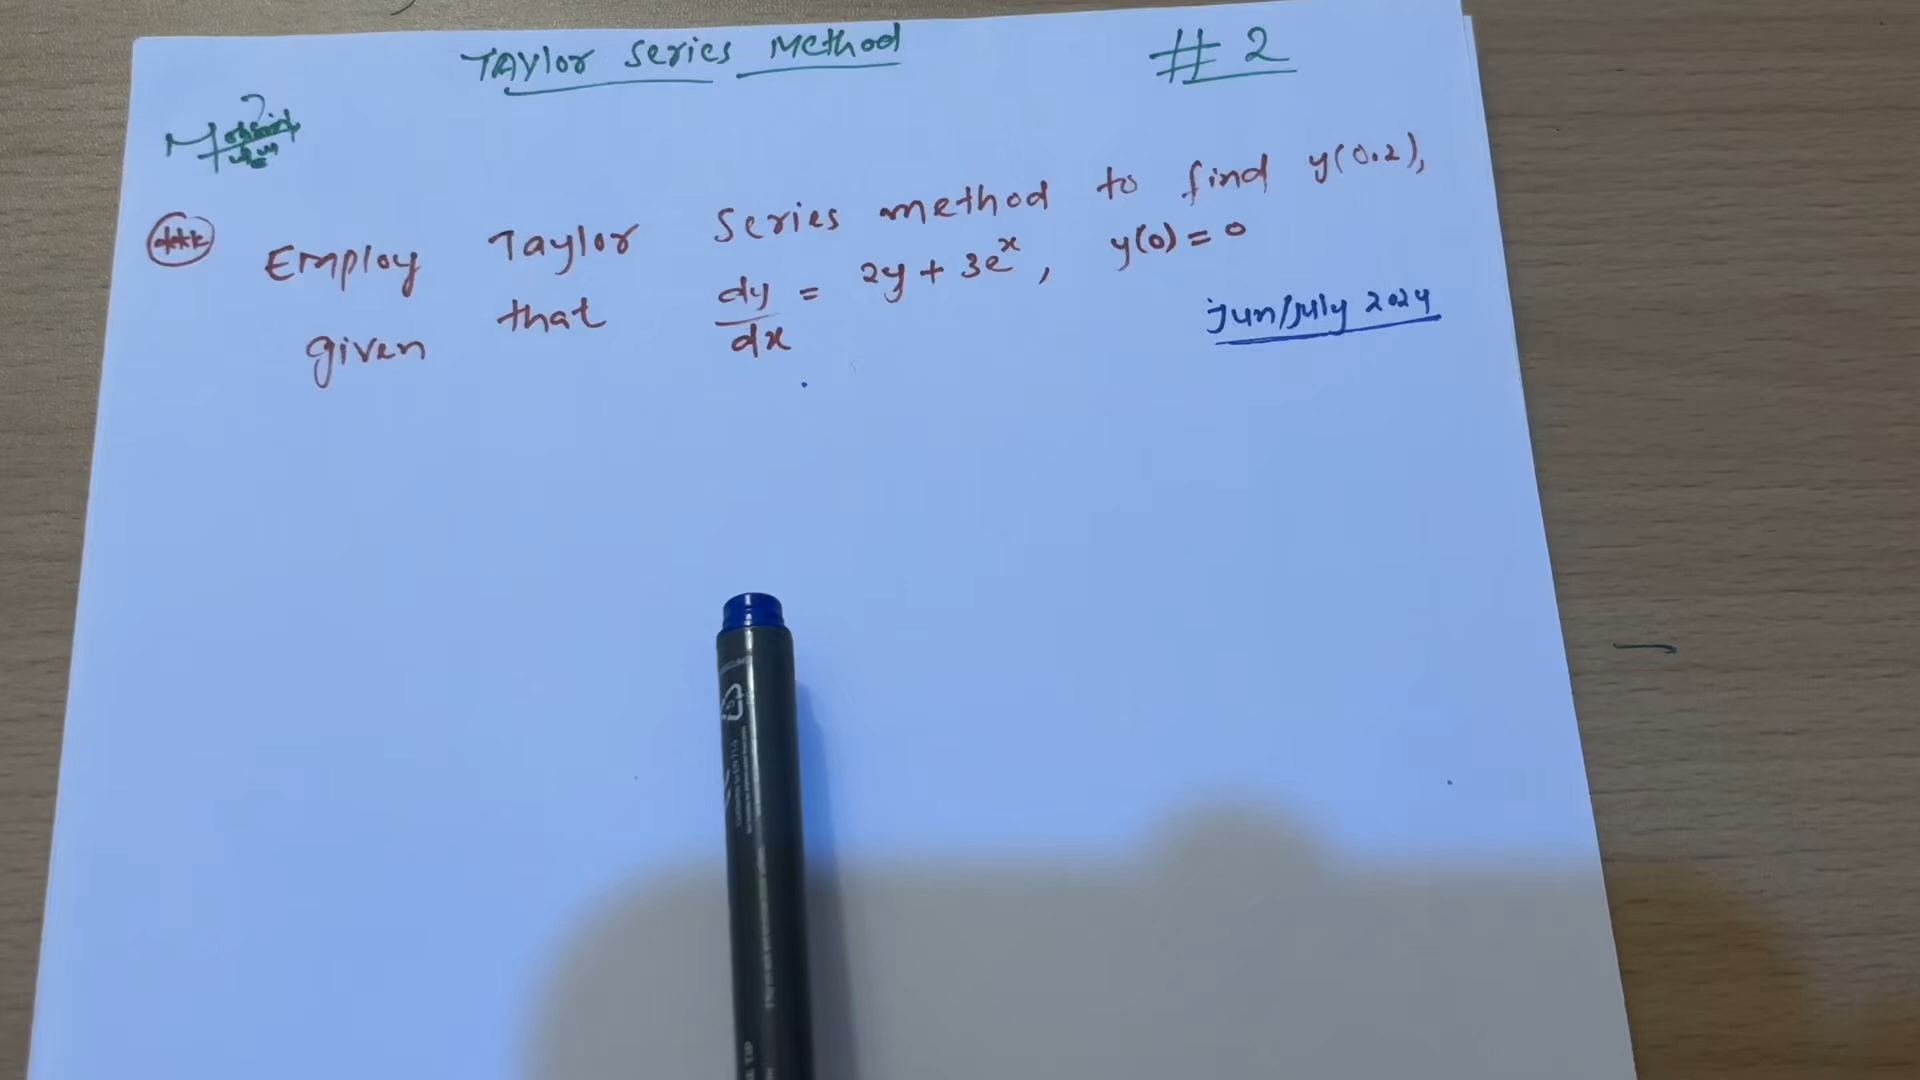 TAylor series Method
# 2
Employ Taylor series method to find y(0.2),
given that dy/dx = 2y + 3e^x, y(0) = 0
jun/july 2024